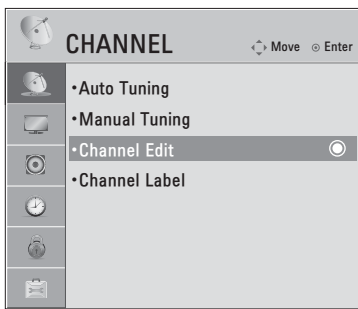 CHANNEL Move Enter
•Auto Tuning
•Manual Tuning
•Channel Edit
•Channel Label